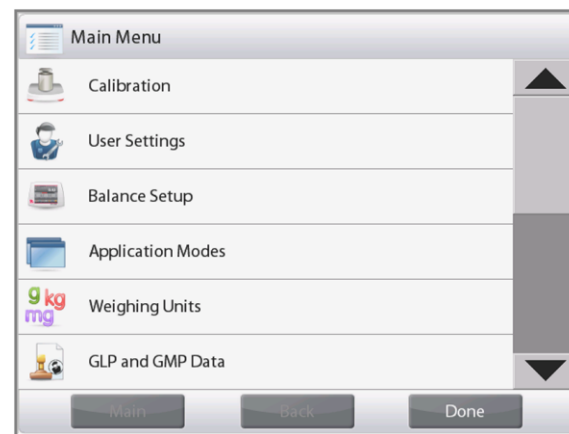 Main Menu
Calibration
User Settings
Balance Setup
Application Modes
g kg
mg
Weighing Units
GLP and GMP Data
Main Back Done